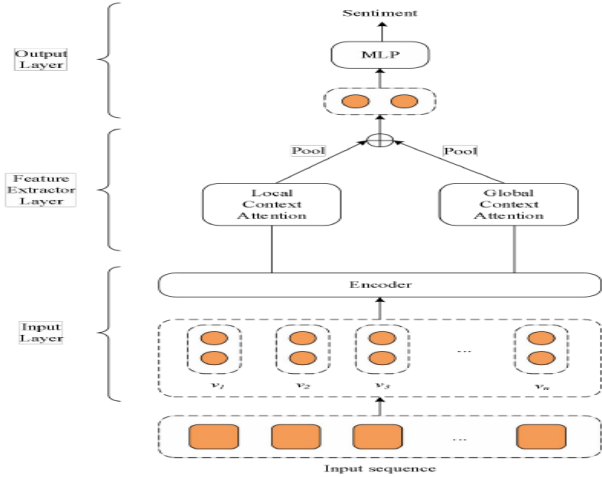 Sentiment
Output
Layer
MLP
Pool
Pool
Feature
Extractor
Layer
Local
Context
Attention
Global
Context
Attention
Encoder
Input
Layer
...
v1
v2
v3
vn
...
Input sequence